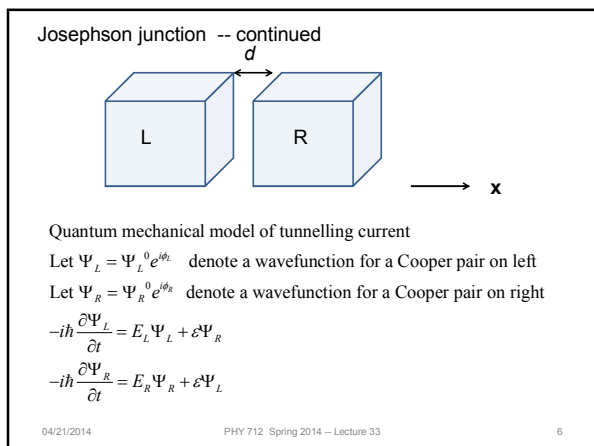 Josephson junction -- continued
d
L R
x
Quantum mechanical model of tunnelling current
Let Ψ_L = Ψ_L^0 e^{iϕ_L} denote a wavefunction for a Cooper pair on left
Let Ψ_R = Ψ_R^0 e^{iϕ_R} denote a wavefunction for a Cooper pair on right
−iℏ ∂Ψ_L/∂t = E_L Ψ_L + εΨ_R
−iℏ ∂Ψ_R/∂t = E_R Ψ_R + εΨ_L
04/21/2014 PHY 712 Spring 2014 -- Lecture 33 6